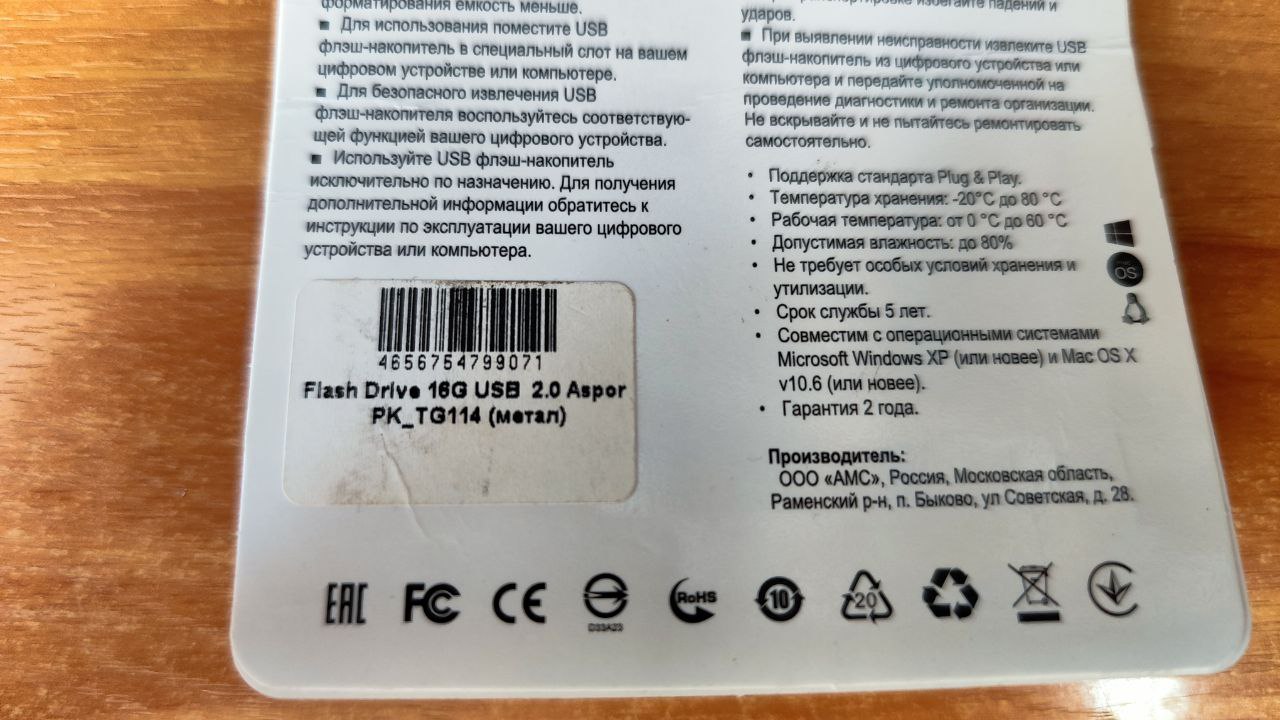 форматирования ёмкость меньше.
▪ Для использования поместите USB
флэш-накопитель в специальный слот на вашем
цифровом устройстве или компьютере.
▪ Для безопасного извлечения USB
флэш-накопителя воспользуйтесь соответствую-
щей функцией вашего цифрового устройства.
▪ Используйте USB флэш-накопитель
исключительно по назначению. Для получения
дополнительной информации обратитесь к
инструкции по эксплуатации вашего цифрового
устройства или компьютера.
4656754799071
Flash Drive 16G USB 2.0 Aspor
PK_TG114 (метал)
избегайте падений и
ударов.
▪ При выявлении неисправности извлеките USB
флэш-накопитель из цифрового устройства или
компьютера и передайте уполномоченной на
проведение диагностики и ремонта организации.
Не вскрывайте и не пытайтесь ремонтировать
самостоятельно.
• Поддержка стандарта Plug & Play.
• Температура хранения: -20°C до 80 °C
• Рабочая температура: от 0 °C до 60 °C
• Допустимая влажность: до 80%
• Не требует особых условий хранения и
утилизации.
• Срок службы 5 лет.
• Совместим с операционными системами
Microsoft Windows XP (или новее) и Mac OS X
v10.6 (или новее).
• Гарантия 2 года.
OS
Производитель:
ООО «АМС», Россия, Московская область,
Раменский р-н, п. Быково, ул Советская, д. 28.
EAC FC CE RoHS 10 20
D33A23